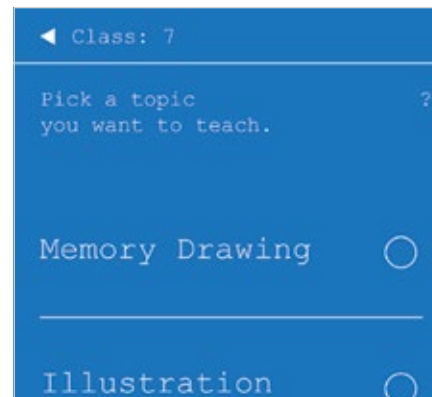 ◀ Class: 7
Pick a topic ?
you want to teach.
Memory Drawing
Illustration